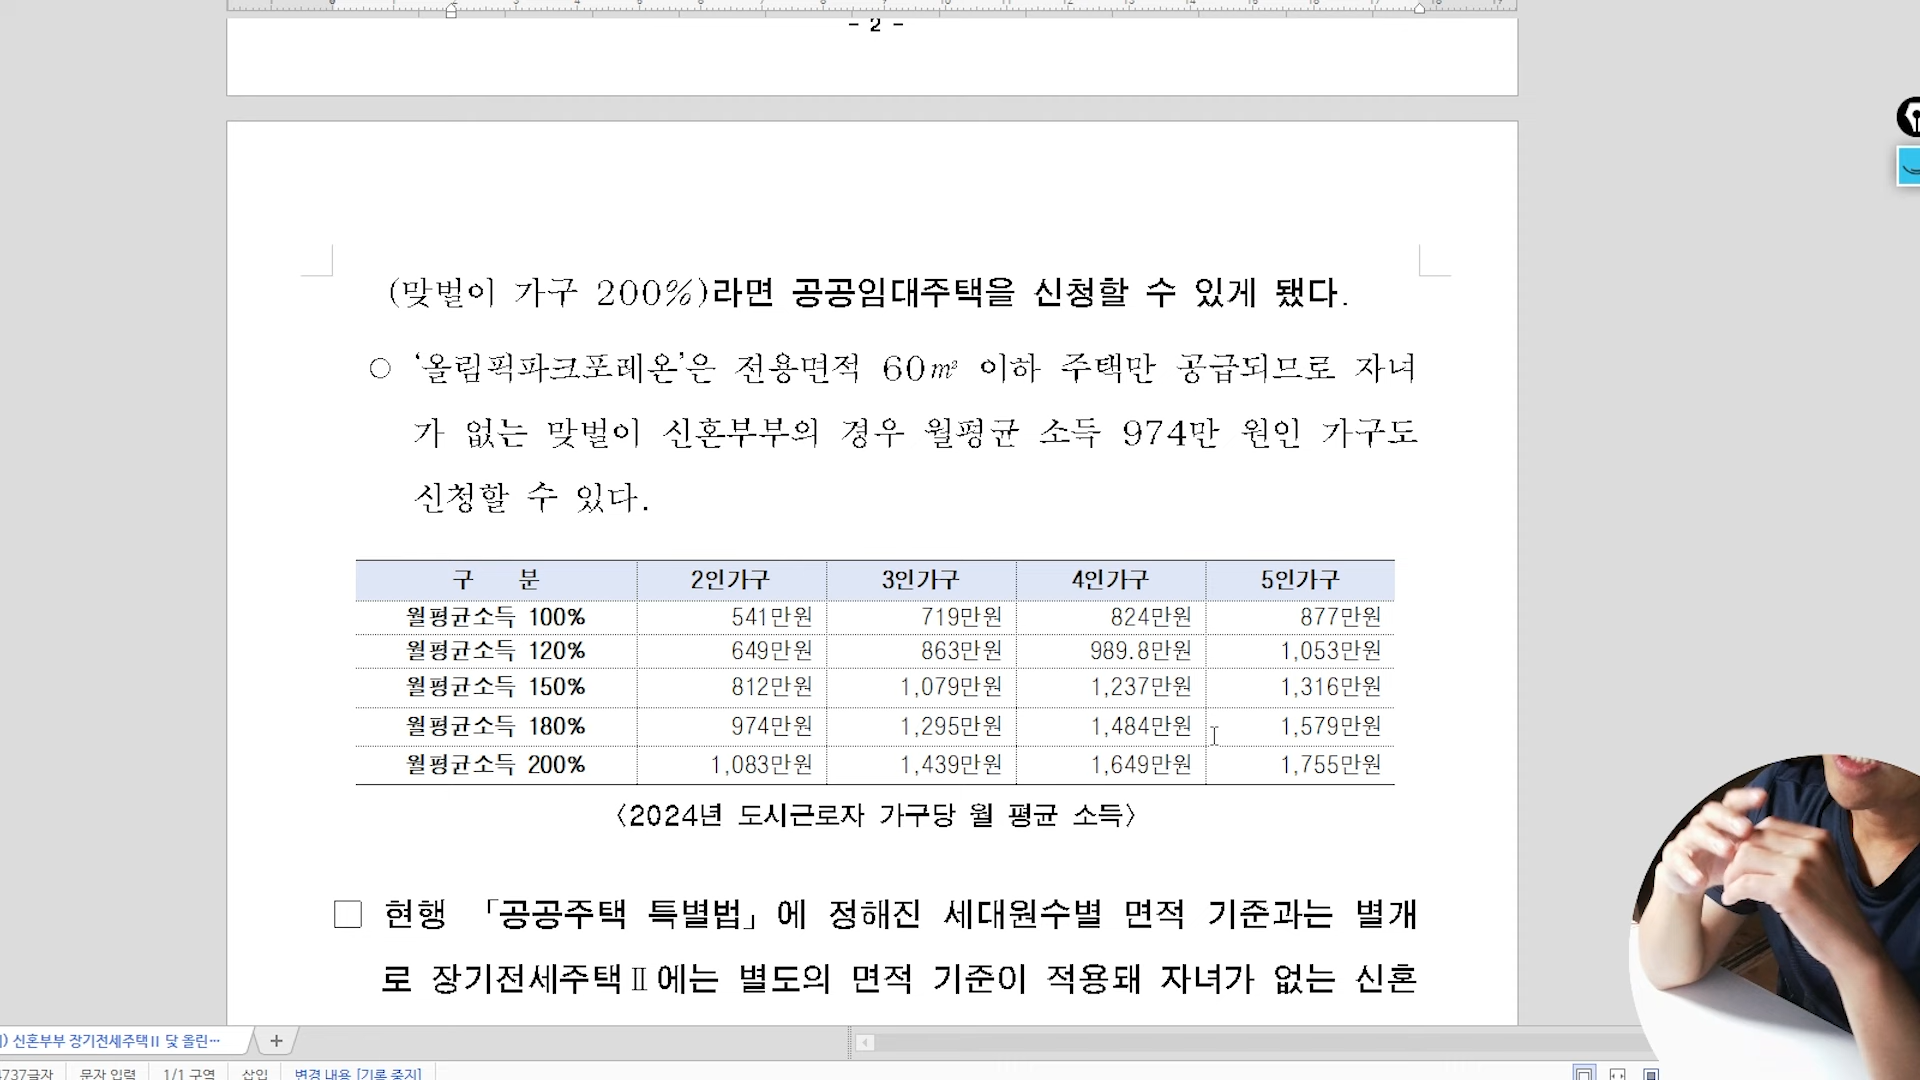 - 2 -
(맞벌이 가구 200%)라면 공공임대주택을 신청할 수 있게 됐다.
○ ‘올림픽파크포레온’은 전용면적 60㎡ 이하 주택만 공급되므로 자녀
가 없는 맞벌이 신혼부부의 경우 월평균 소득 974만 원인 가구도
신청할 수 있다.
구 분 2인가구 3인가구 4인가구 5인가구
월평균소득 100% 541만원 719만원 824만원 877만원
월평균소득 120% 649만원 863만원 989.8만원 1,053만원
월평균소득 150% 812만원 1,079만원 1,237만원 1,316만원
월평균소득 180% 974만원 1,295만원 1,484만원 1,579만원
월평균소득 200% 1,083만원 1,439만원 1,649만원 1,755만원
〈2024년 도시근로자 가구당 월 평균 소득〉
□ 현행 「공공주택 특별법」에 정해진 세대원수별 면적 기준과는 별개
로 장기전세주택Ⅱ에는 별도의 면적 기준이 적용돼 자녀가 없는 신혼
) 신혼부부 장기전세주택Ⅱ 닻 올린…
4737글자 문자 입력 1/1 구역 삽입 변경 내용 [기록 중지]